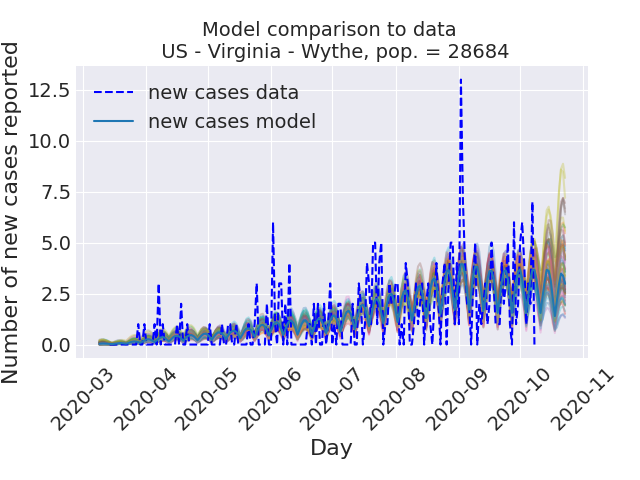 Model comparison to data
US - Virginia - Wythe, pop. = 28684
Number of new cases reported
12.5
10.0
7.5
5.0
2.5
0.0
new cases data
new cases model
2020-03
2020-04
2020-05
2020-06
2020-07
2020-08
2020-09
2020-10
2020-11
Day